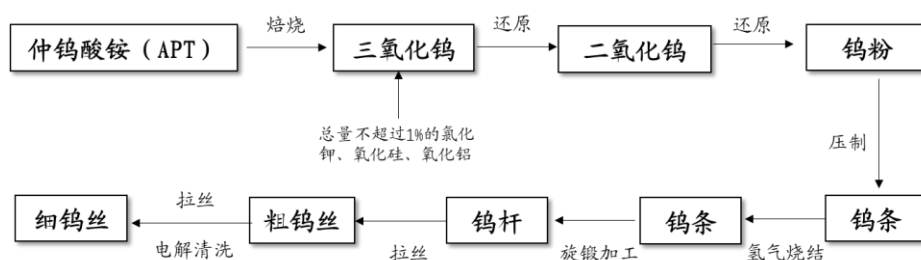 焙烧
还原
还原
仲钨酸铵（APT）
三氧化钨
二氧化钨
钨粉
总量不超过1%的氯化
钾、氧化硅、氧化铝
压制
拉丝
细钨丝
粗钨丝
钨杆
钨条
钨条
电解清洗
拉丝
旋锻加工
氢气烧结